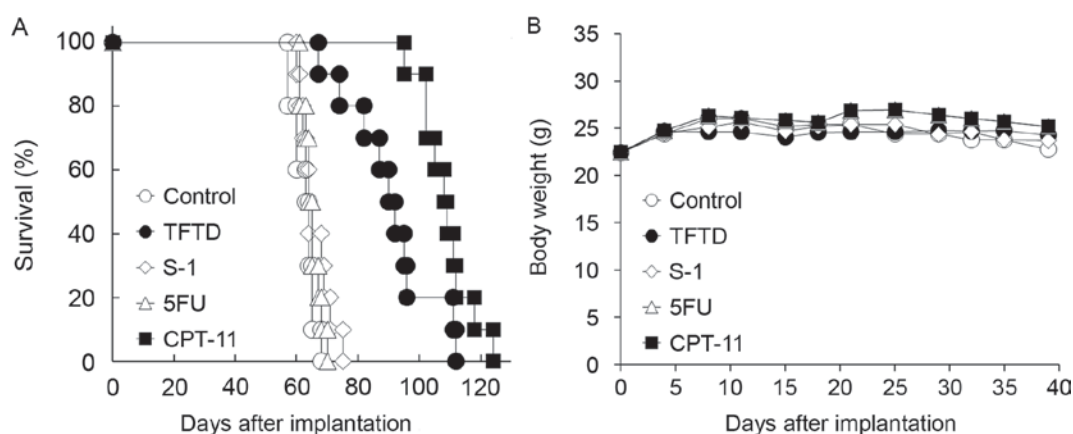 A
Survival (%)
100
80
60
40
20
0
Control
TFTD
S-1
5FU
CPT-11
0 20 40 60 80 100 120
Days after implantation
B
Body weight (g)
35
30
25
20
15
10
5
0
Control
TFTD
S-1
5FU
CPT-11
0 5 10 15 20 25 30 35 40
Days after implantation